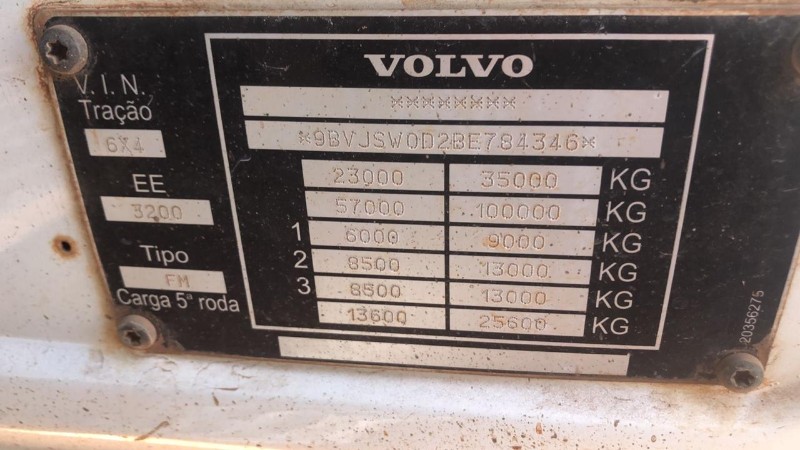 VOLVO
V. I. N.
********
Tração
*9BVJSW0D2BE784346*
6X4
23000 35000 KG
EE
57000 100000 KG
3200
1 6000 9000 KG
Tipo
2 8500 13000 KG
FM
3 8500 13000 KG
Carga 5ª roda
13600 25600 KG
20356275